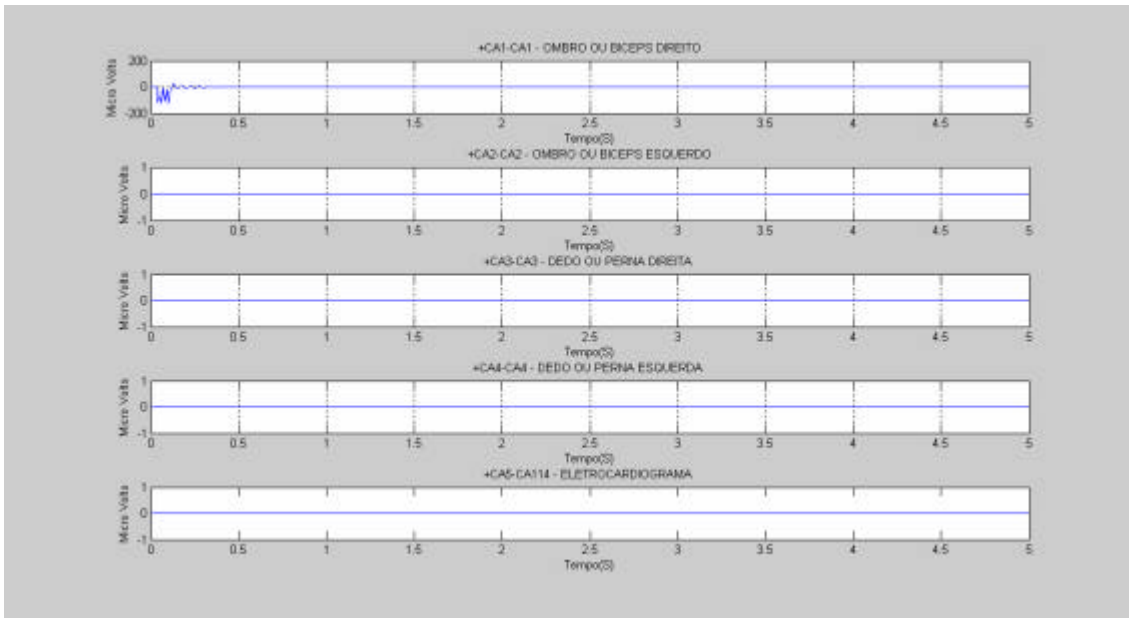 +CA1-CA1 - OMBRO OU BICEPS DIREITO
Micro Volts
200
0
-200
0 0.5 1 1.5 2 2.5 3 3.5 4 4.5 5
Tempo(S)
+CA2-CA2 - OMBRO OU BICEPS ESQUERDO
Micro Volts
1
0
-1
0 0.5 1 1.5 2 2.5 3 3.5 4 4.5 5
Tempo(S)
+CA3-CA3 - DEDO OU PERNA DIREITA
Micro Volts
1
0
-1
0 0.5 1 1.5 2 2.5 3 3.5 4 4.5 5
Tempo(S)
+CA4-CA4 - DEDO OU PERNA ESQUERDA
Micro Volts
1
0
-1
0 0.5 1 1.5 2 2.5 3 3.5 4 4.5 5
Tempo(S)
+CA5-CA114 - ELETROCARDIOGRAMA
Micro Volts
1
0
-1
0 0.5 1 1.5 2 2.5 3 3.5 4 4.5 5
Tempo(S)